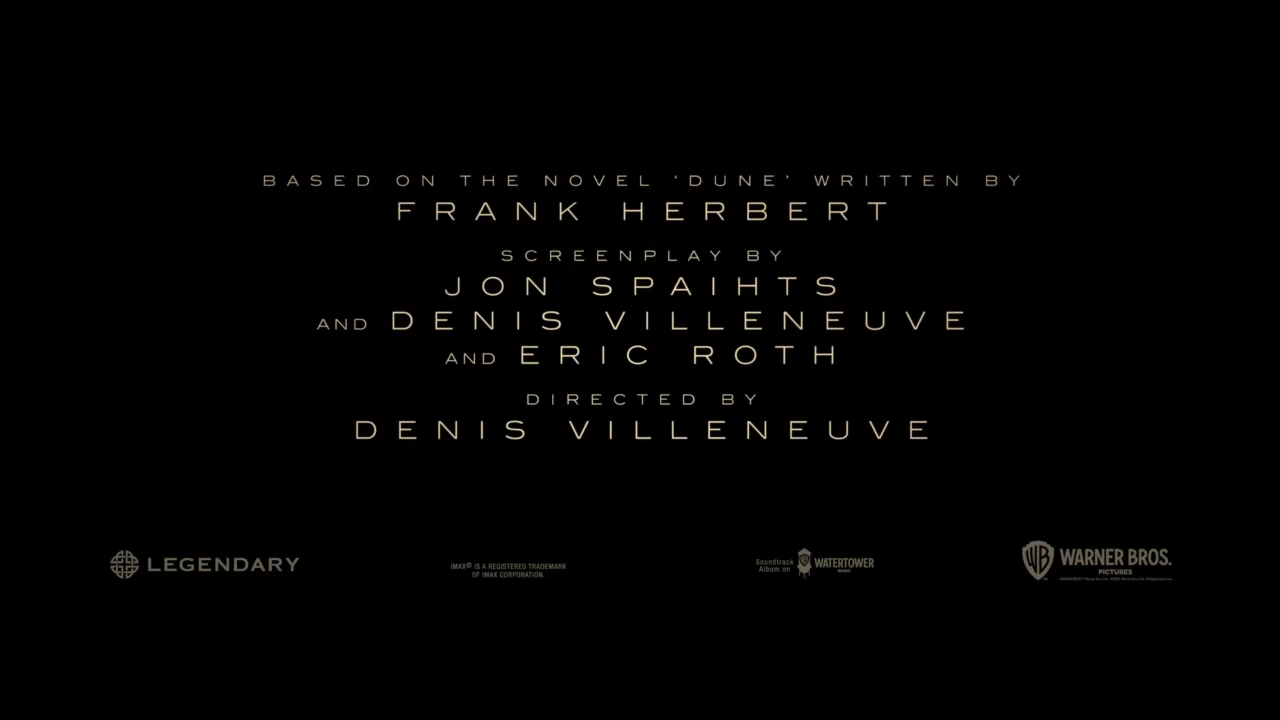 BASED ON THE NOVEL ‘DUNE’ WRITTEN BY
FRANK HERBERT
SCREENPLAY BY
JON SPAIHTS
AND DENIS VILLENEUVE
AND ERIC ROTH
DIRECTED BY
DENIS VILLENEUVE
LEGENDARY
IMAX® IS A REGISTERED TRADEMARK
OF IMAX CORPORATION.
Soundtrack
Album on
WATERTOWER
MUSIC
WB
WARNER BROS.
PICTURES